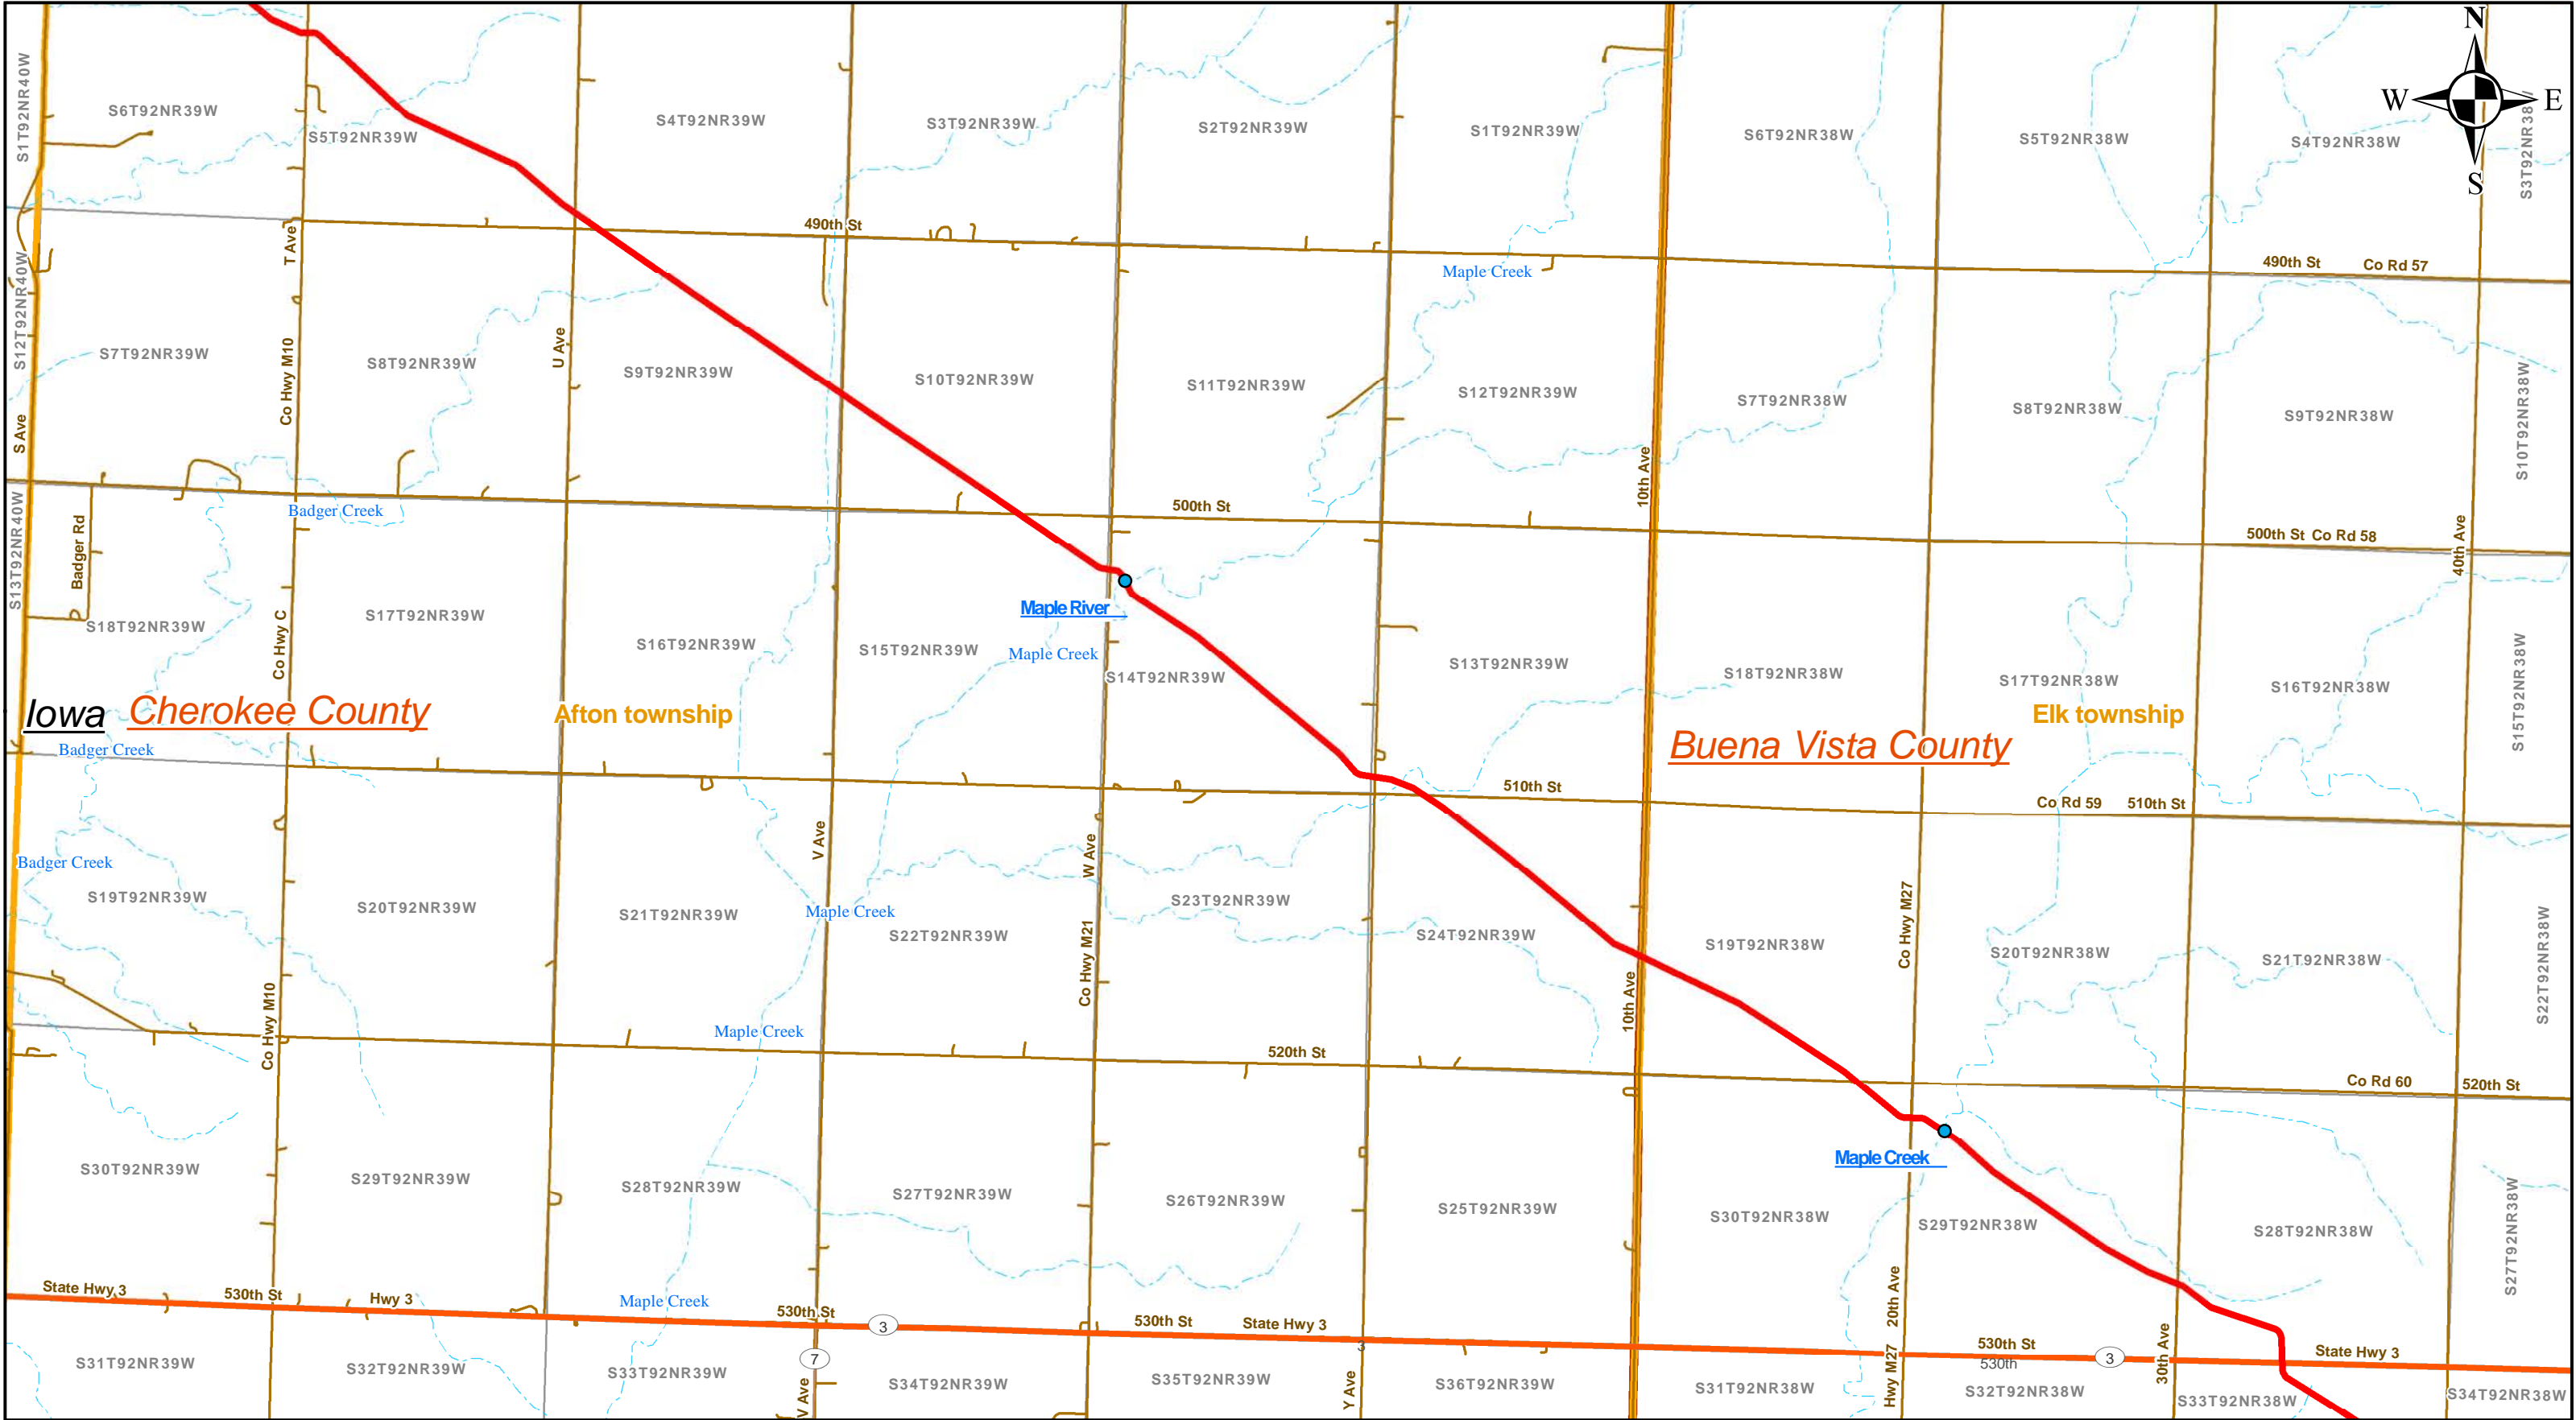 N
W
E
S
S1T92NR40W
S6T92NR39W
S5T92NR39W
S4T92NR39W
S3T92NR39W
S2T92NR39W
S1T92NR39W
S6T92NR38W
S5T92NR38W
S4T92NR38W
490th St
T Ave
Maple Creek
490th St
Co Rd 57
S12T92NR40W
S7T92NR39W
Co Hwy M10
S8T92NR39W
U Ave
S9T92NR39W
S10T92NR39W
S11T92NR39W
S12T92NR39W
S7T92NR38W
S8T92NR38W
S9T92NR38W
S10T92NR38W
S Ave
10th Ave
Badger Creek
500th St
500th St
Co Rd 58
40th Ave
S13T92NR40W
Badger Rd
S18T92NR39W
Co Hwy C
S17T92NR39W
S16T92NR39W
S15T92NR39W
Maple River
Maple Creek
S14T92NR39W
S13T92NR39W
S18T92NR38W
S17T92NR38W
S16T92NR38W
S15T92NR38W
Iowa
Cherokee County
Afton township
Elk township
Buena Vista County
Badger Creek
510th St
Co Rd 59
510th St
V Ave
W Ave
Badger Creek
S19T92NR39W
S20T92NR39W
S21T92NR39W
Maple Creek
S22T92NR39W
S23T92NR39W
S24T92NR39W
S19T92NR38W
Co Hwy M27
S20T92NR38W
S21T92NR38W
S22T92NR38W
Co Hwy M21
Co Hwy M10
10th Ave
Maple Creek
520th St
Co Rd 60
520th St
Maple Creek
S30T92NR39W
S29T92NR39W
S28T92NR39W
S27T92NR39W
S26T92NR39W
S25T92NR39W
S30T92NR38W
S29T92NR38W
S28T92NR38W
S27T92NR38W
State Hwy 3
530th St
Hwy 3
Maple Creek
530th St
3
530th St
State Hwy 3
3
20th Ave
530th St
530th
3
State Hwy 3
S31T92NR39W
S32T92NR39W
S33T92NR39W
7
V Ave
S34T92NR39W
S35T92NR39W
Y Ave
S36T92NR39W
S31T92NR38W
Hwy M27
S32T92NR38W
30th Ave
S33T92NR38W
S34T92NR38W